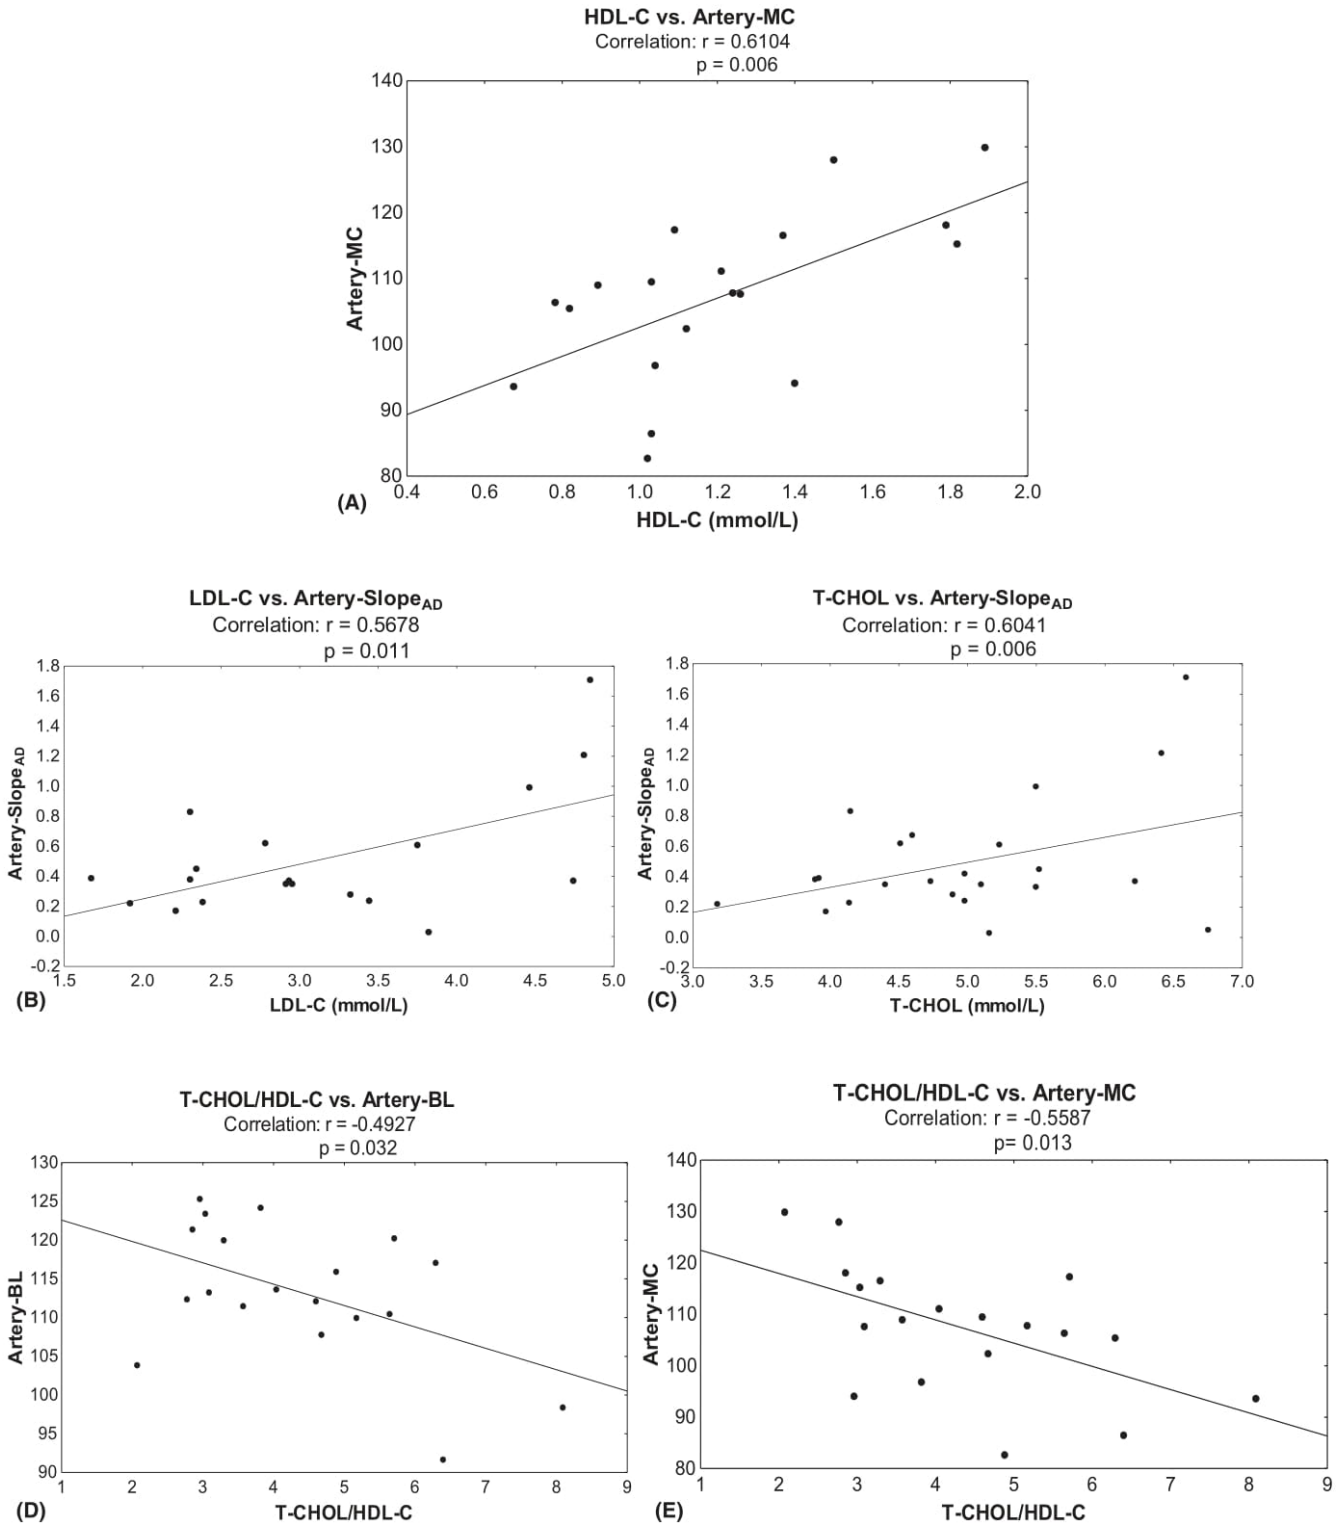 HDL-C vs. Artery-MC
Correlation: r = 0.6104
p = 0.006
140
130
120
110
100
90
80
Artery-MC
0.4 0.6 0.8 1.0 1.2 1.4 1.6 1.8 2.0
(A)
HDL-C (mmol/L)
LDL-C vs. Artery-SlopeAD
Correlation: r = 0.5678
p = 0.011
1.8
1.6
1.4
1.2
1.0
0.8
0.6
0.4
0.2
0.0
-0.2
Artery-SlopeAD
1.5 2.0 2.5 3.0 3.5 4.0 4.5 5.0
(B)
LDL-C (mmol/L)
T-CHOL vs. Artery-SlopeAD
Correlation: r = 0.6041
p = 0.006
1.8
1.6
1.4
1.2
1.0
0.8
0.6
0.4
0.2
0.0
-0.2
Artery-SlopeAD
3.0 3.5 4.0 4.5 5.0 5.5 6.0 6.5 7.0
(C)
T-CHOL (mmol/L)
T-CHOL/HDL-C vs. Artery-BL
Correlation: r = -0.4927
p = 0.032
130
125
120
115
110
105
100
95
90
Artery-BL
1 2 3 4 5 6 7 8 9
(D)
T-CHOL/HDL-C
T-CHOL/HDL-C vs. Artery-MC
Correlation: r = -0.5587
p= 0.013
140
130
120
110
100
90
80
Artery-MC
1 2 3 4 5 6 7 8 9
(E)
T-CHOL/HDL-C